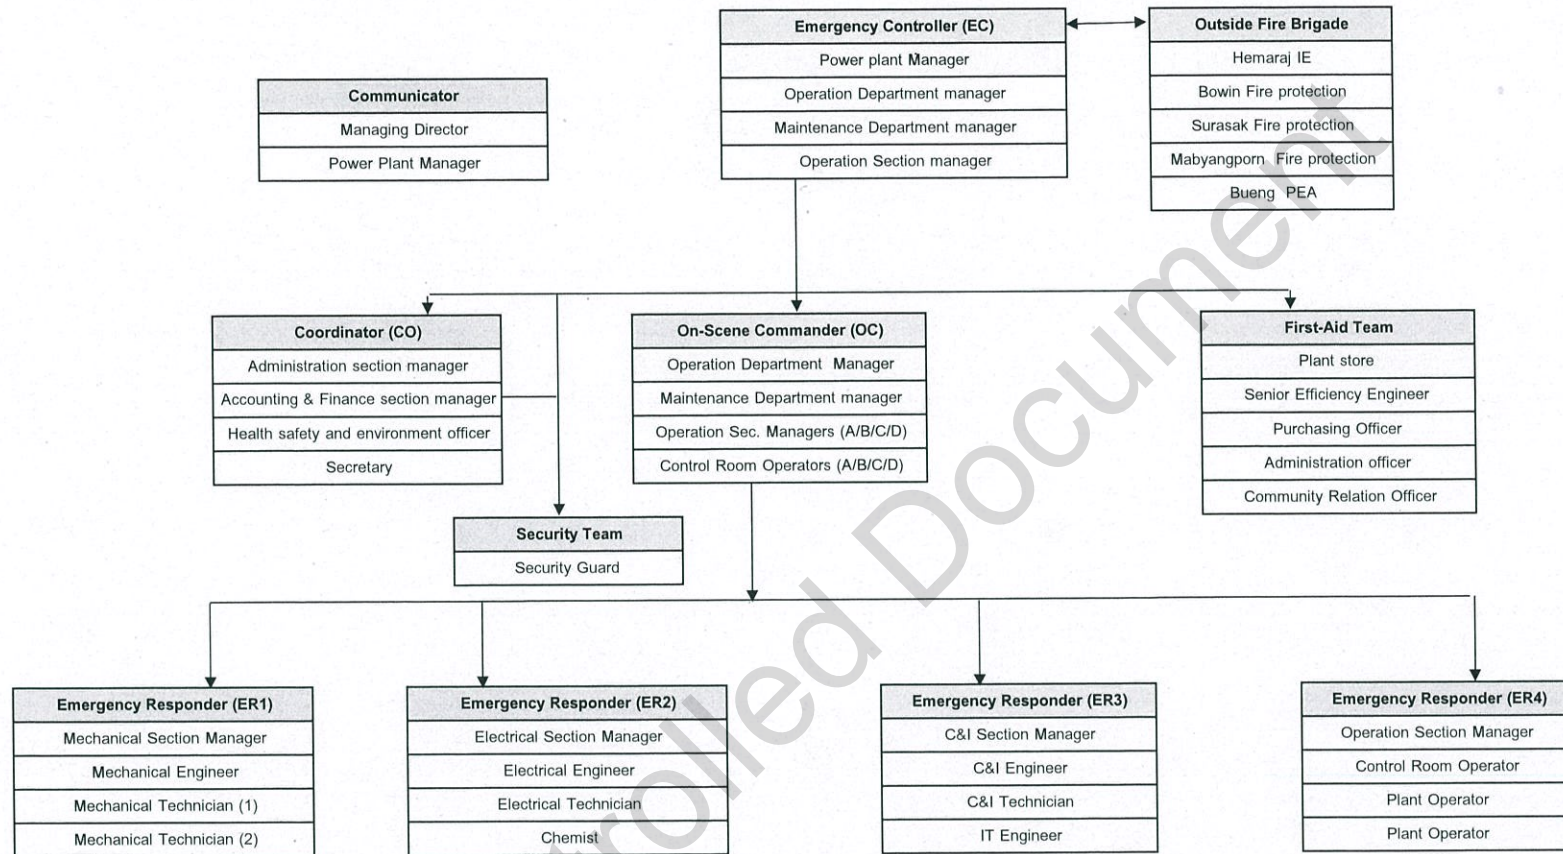 Emergency Controller (EC)
Power plant Manager
Operation Department manager
Maintenance Department manager
Operation Section manager
Outside Fire Brigade
Hemaraj IE
Bowin Fire protection
Surasak Fire protection
Mabyangporn Fire protection
Bueng PEA
Communicator
Managing Director
Power Plant Manager
Coordinator (CO)
Administration section manager
Accounting & Finance section manager
Health safety and environment officer
Secretary
On-Scene Commander (OC)
Operation Department Manager
Maintenance Department manager
Operation Sec. Managers (A/B/C/D)
Control Room Operators (A/B/C/D)
First-Aid Team
Plant store
Senior Efficiency Engineer
Purchasing Officer
Administration officer
Community Relation Officer
Security Team
Security Guard
Emergency Responder (ER1)
Mechanical Section Manager
Mechanical Engineer
Mechanical Technician (1)
Mechanical Technician (2)
Emergency Responder (ER2)
Electrical Section Manager
Electrical Engineer
Electrical Technician
Chemist
Emergency Responder (ER3)
C&I Section Manager
C&I Engineer
C&I Technician
IT Engineer
Emergency Responder (ER4)
Operation Section Manager
Control Room Operator
Plant Operator
Plant Operator
trolled Document